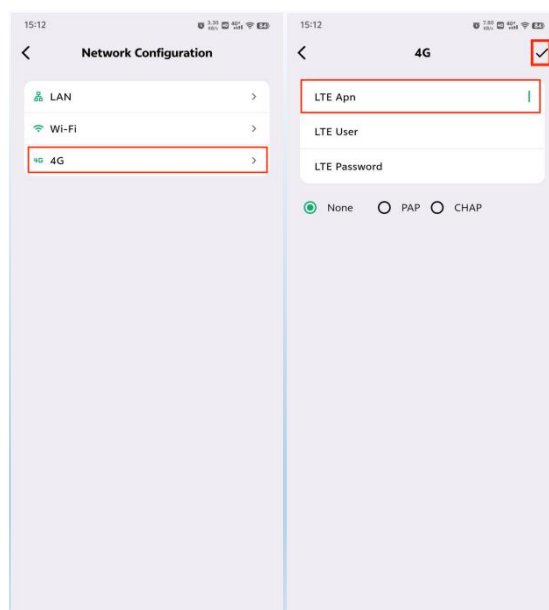 15:12
Network Configuration
LAN
Wi-Fi
4G 4G
15:12
4G
LTE Apn
LTE User
LTE Password
None PAP CHAP